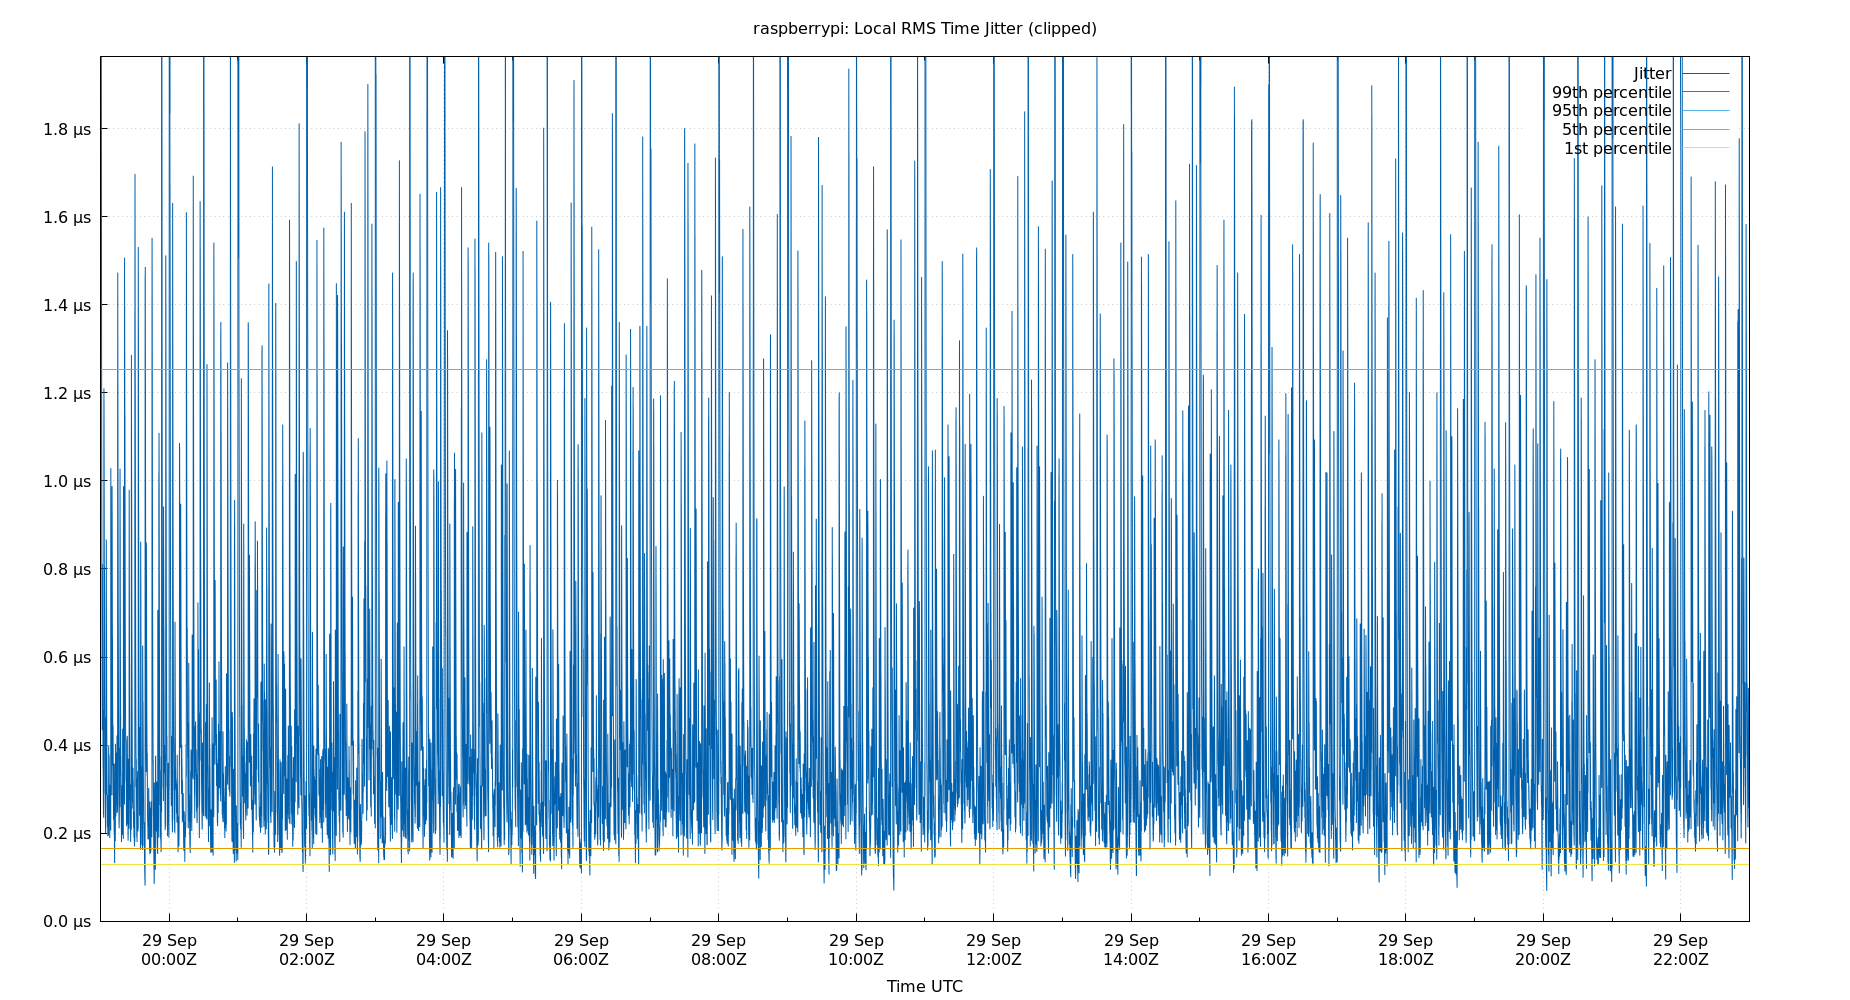 raspberrypi: Local RMS Time Jitter (clipped)
Jitter
99th percentile
95th percentile
5th percentile
1st percentile
1.8 µs
1.6 µs
1.4 µs
1.2 µs
1.0 µs
0.8 µs
0.6 µs
0.4 µs
0.2 µs
0.0 µs
29 Sep 29 Sep 29 Sep 29 Sep 29 Sep 29 Sep 29 Sep 29 Sep 29 Sep 29 Sep 29 Sep 29 Sep
00:00Z 02:00Z 04:00Z 06:00Z 08:00Z 10:00Z 12:00Z 14:00Z 16:00Z 18:00Z 20:00Z 22:00Z
Time UTC